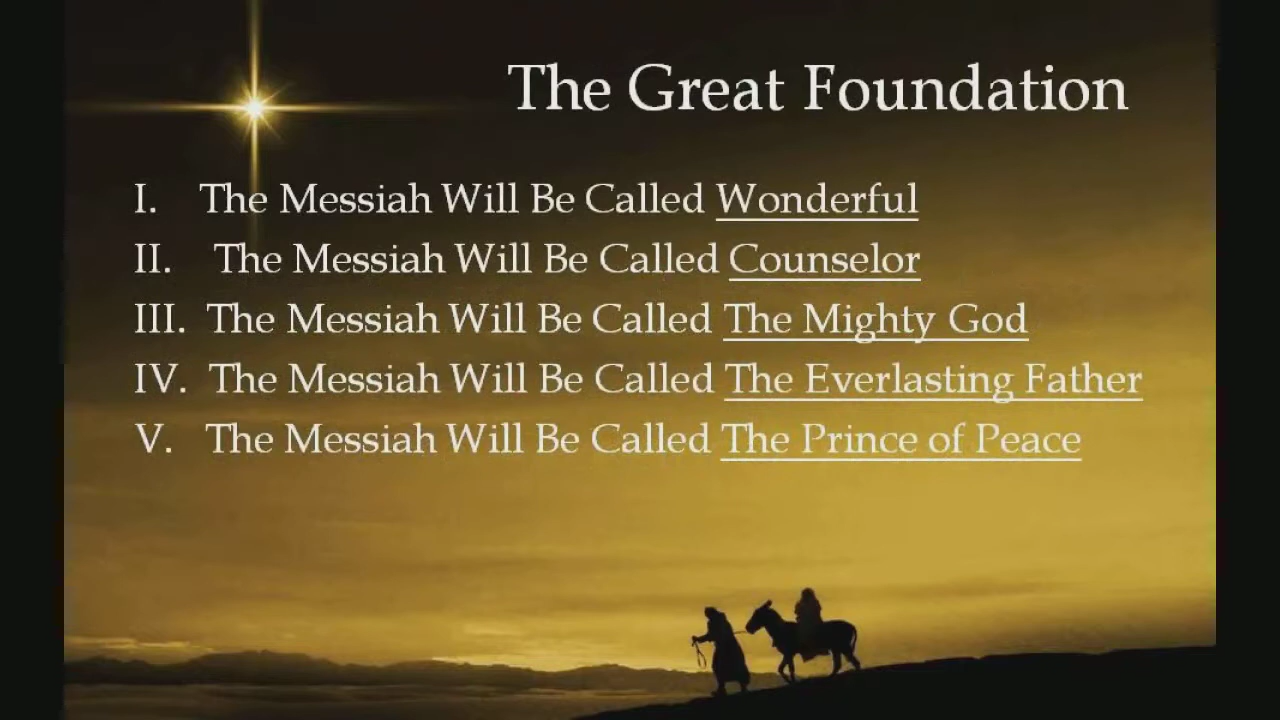 The Great Foundation
I. The Messiah Will Be Called Wonderful
II. The Messiah Will Be Called Counselor
III. The Messiah Will Be Called The Mighty God
IV. The Messiah Will Be Called The Everlasting Father
V. The Messiah Will Be Called The Prince of Peace